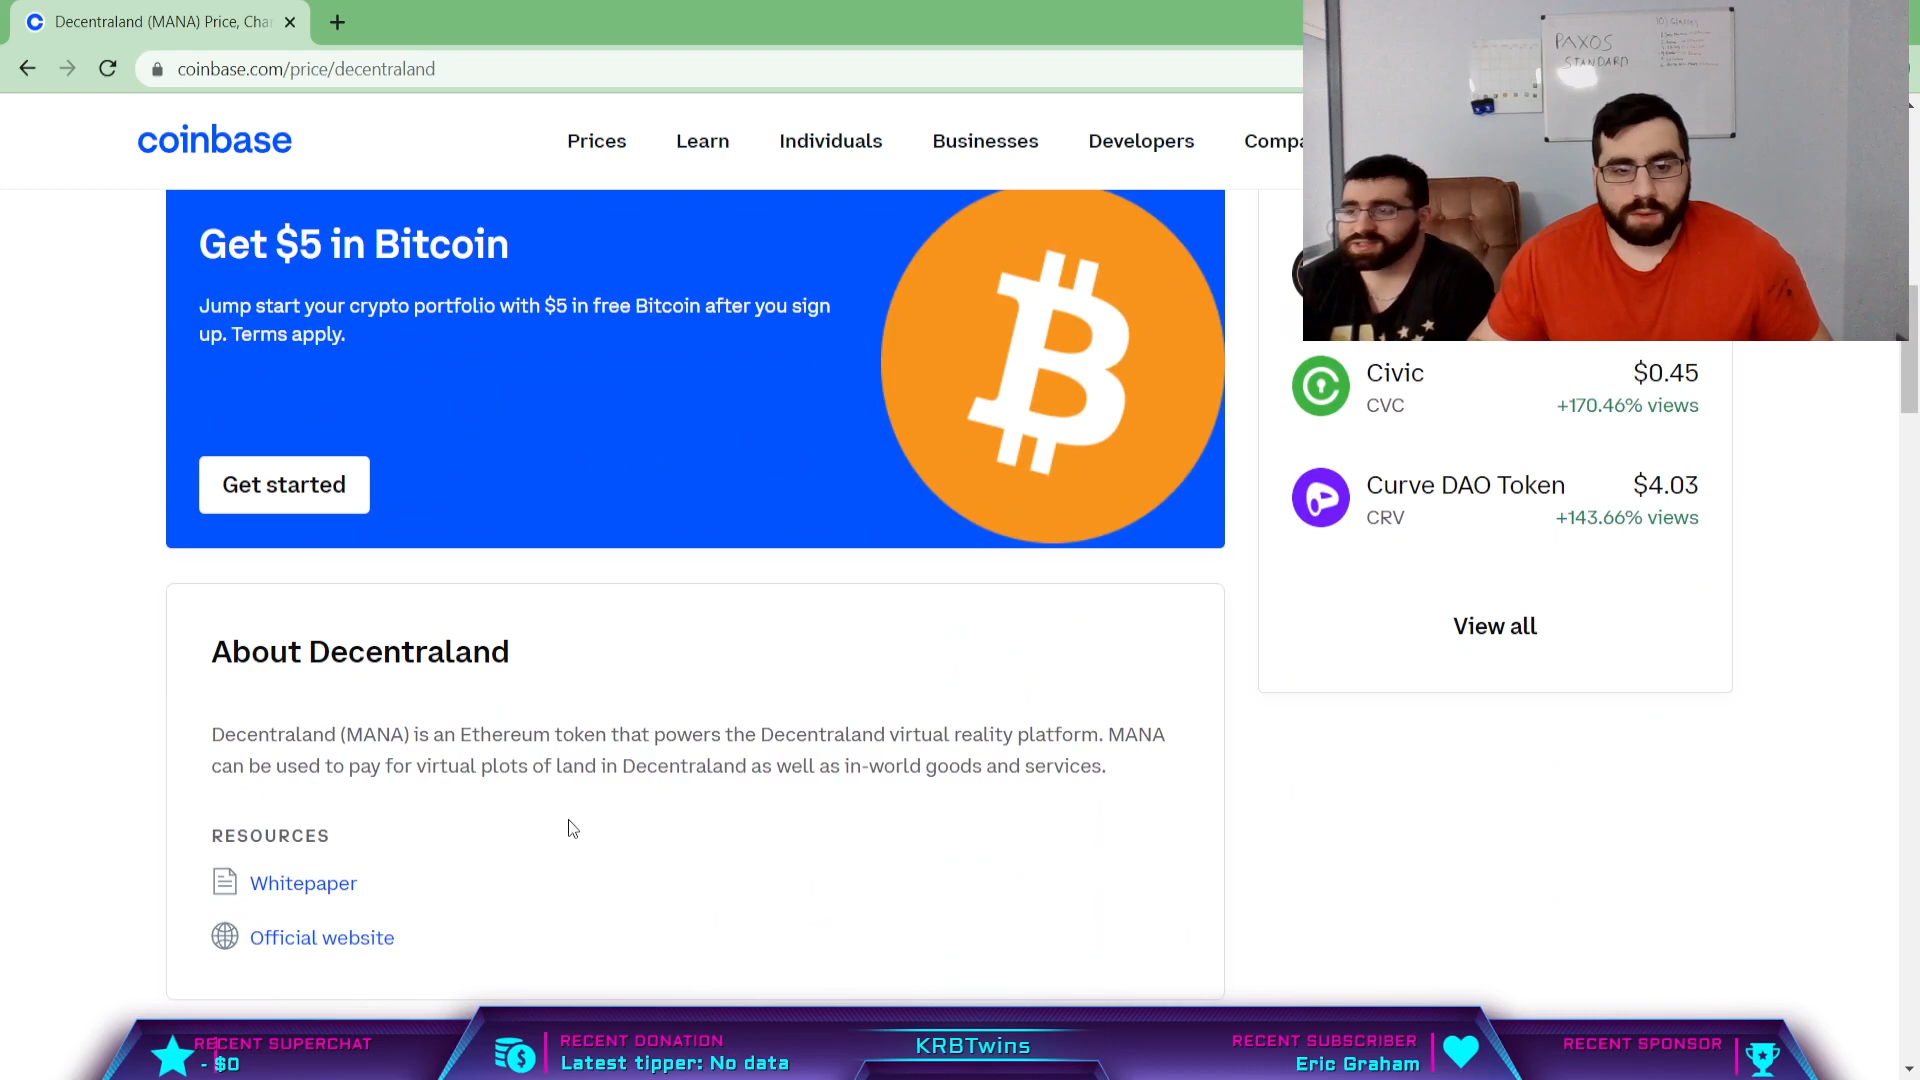 Decentraland (MANA) Price, Cha
coinbase.com/price/decentraland
coinbase
Prices
Learn
Individuals
Businesses
Developers
Compa
PAXOS
STANDARD
Get $5 in Bitcoin
Jump start your crypto portfolio with $5 in free Bitcoin after you sign
up. Terms apply.
Get started
Civic
$0.45
CVC
+170.46% views
Curve DAO Token
$4.03
CRV
+143.66% views
View all
About Decentraland
Decentraland (MANA) is an Ethereum token that powers the Decentraland virtual reality platform. MANA
can be used to pay for virtual plots of land in Decentraland as well as in-world goods and services.
RESOURCES
Whitepaper
Official website
RECENT SUPERCHAT
- $0
RECENT DONATION
Latest tipper: No data
KRBTwins
RECENT SUBSCRIBER
Eric Graham
RECENT SPONSOR